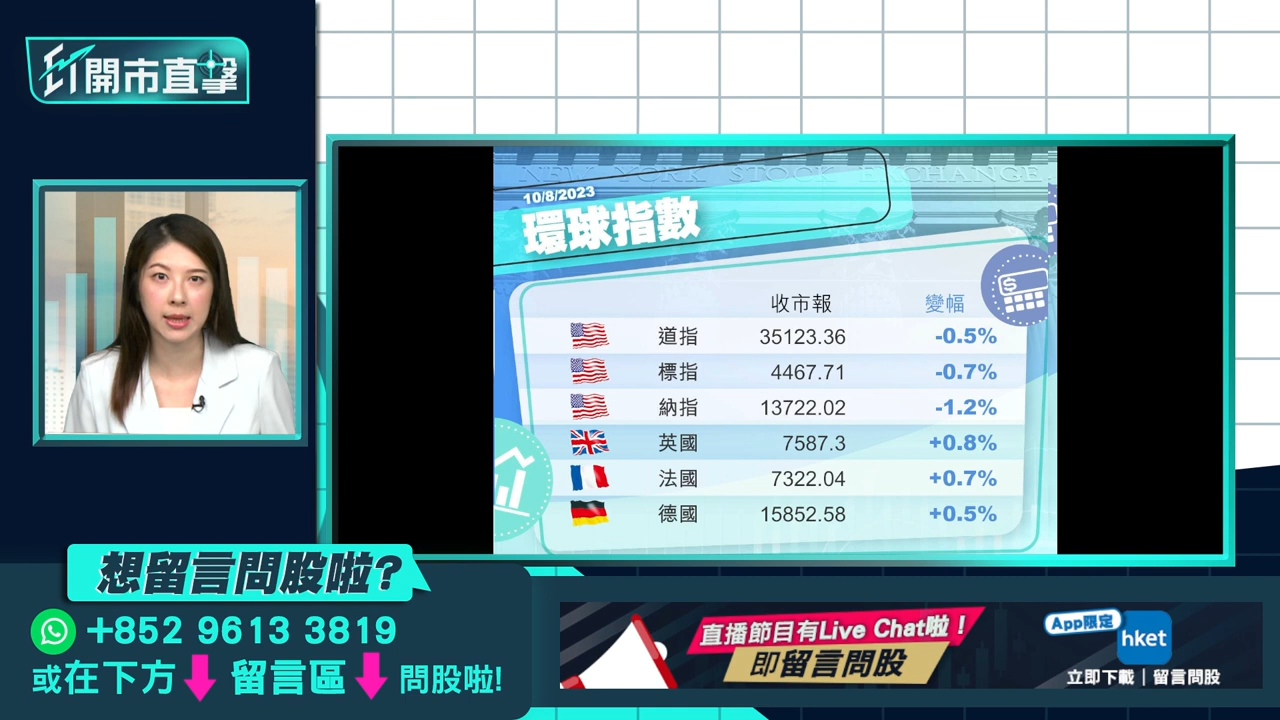 ET開市直擊
NEW YORK STOCK EXCHANGE
10/8/2023
環球指數
收市報 變幅
道指 35123.36 -0.5%
標指 4467.71 -0.7%
納指 13722.02 -1.2%
英國 7587.3 +0.8%
法國 7322.04 +0.7%
德國 15852.58 +0.5%
想留言問股啦?
+852 9613 3819
或在下方 留言區 問股啦!
直播節目有Live Chat啦！
即留言問股
App限定
hket
立即下載｜留言問股